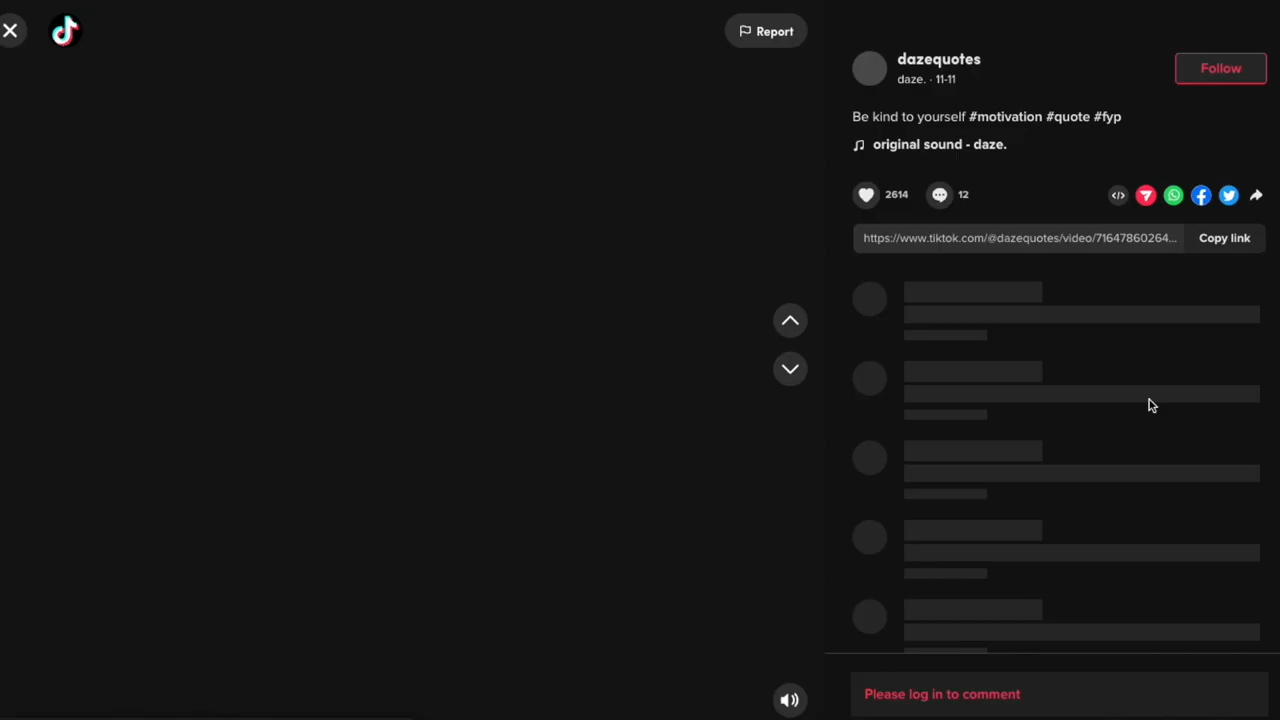 Report
dazequotes
daze. · 11-11
Follow
Be kind to yourself #motivation #quote #fyp
original sound - daze.
2614
12
https://www.tiktok.com/@dazequotes/video/71647860264...
Copy link
Please log in to comment